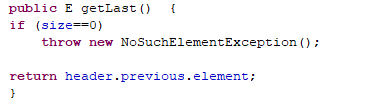 public E getLast() {
if (size==0)
throw new NoSuchElementException();
return header.previous.element;
}